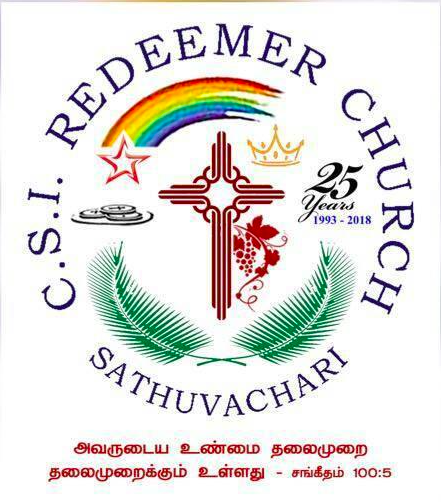 C.S.I. REDEEMER CHURCH
25
Years
1993 - 2018
SATHUVACHARI
அவருடைய உண்மை தலைமுறை
தலைமுறைக்கும் உள்ளது - சங்கீதம் 100:5